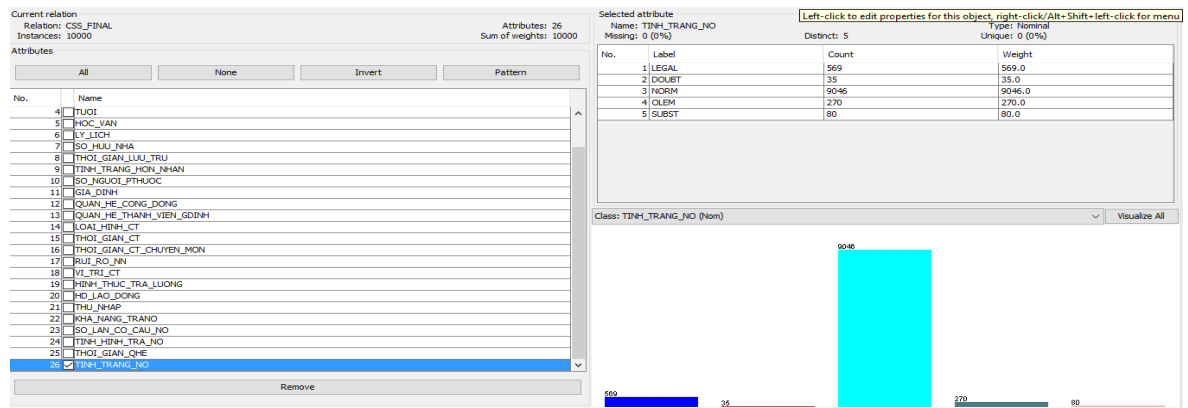 Current relation
Relation: CSS_FINAL
Attributes: 26
Instances: 10000
Sum of weights: 10000
Attributes
All
None
Invert
Pattern
No.
Name
4 TUOI
5 HOC_VAN
6 LY_LICH
7 SO_HUU_NHA
8 THOI_GIAN_LUU_TRU
9 TINH_TRANG_HON_NHAN
10 SO_NGUOI_PTHUOC
11 GIA_DINH
12 QUAN_HE_CONG_DONG
13 QUAN_HE_THANH_VIEN_GDINH
14 LOAI_HINH_CT
15 THOI_GIAN_CT
16 THOI_GIAN_CT_CHUYEN_MON
17 RUI_RO_NN
18 VI_TRI_CT
19 HINH_THUC_TRA_LUONG
20 HD_LAO_DONG
21 THU_NHAP
22 KHA_NANG_TRANO
23 SO_LAN_CO_CAU_NO
24 TINH_HINH_TRA_NO
25 THOI_GIAN_QHE
26 TINH_TRANG_NO
Remove
Selected attribute
Left-click to edit properties for this object, right-click/Alt+Shift+left-click for menu
Name: TINH_TRANG_NO
Type: Nominal
Missing: 0 (0%)
Distinct: 5
Unique: 0 (0%)
No. Label Count Weight
1 LEGAL 569 569.0
2 DOUBT 35 35.0
3 NORM 9046 9046.0
4 OLEM 270 270.0
5 SUBST 80 80.0
Class: TINH_TRANG_NO (Nom)
Visualize All
9046
569
35
270
80